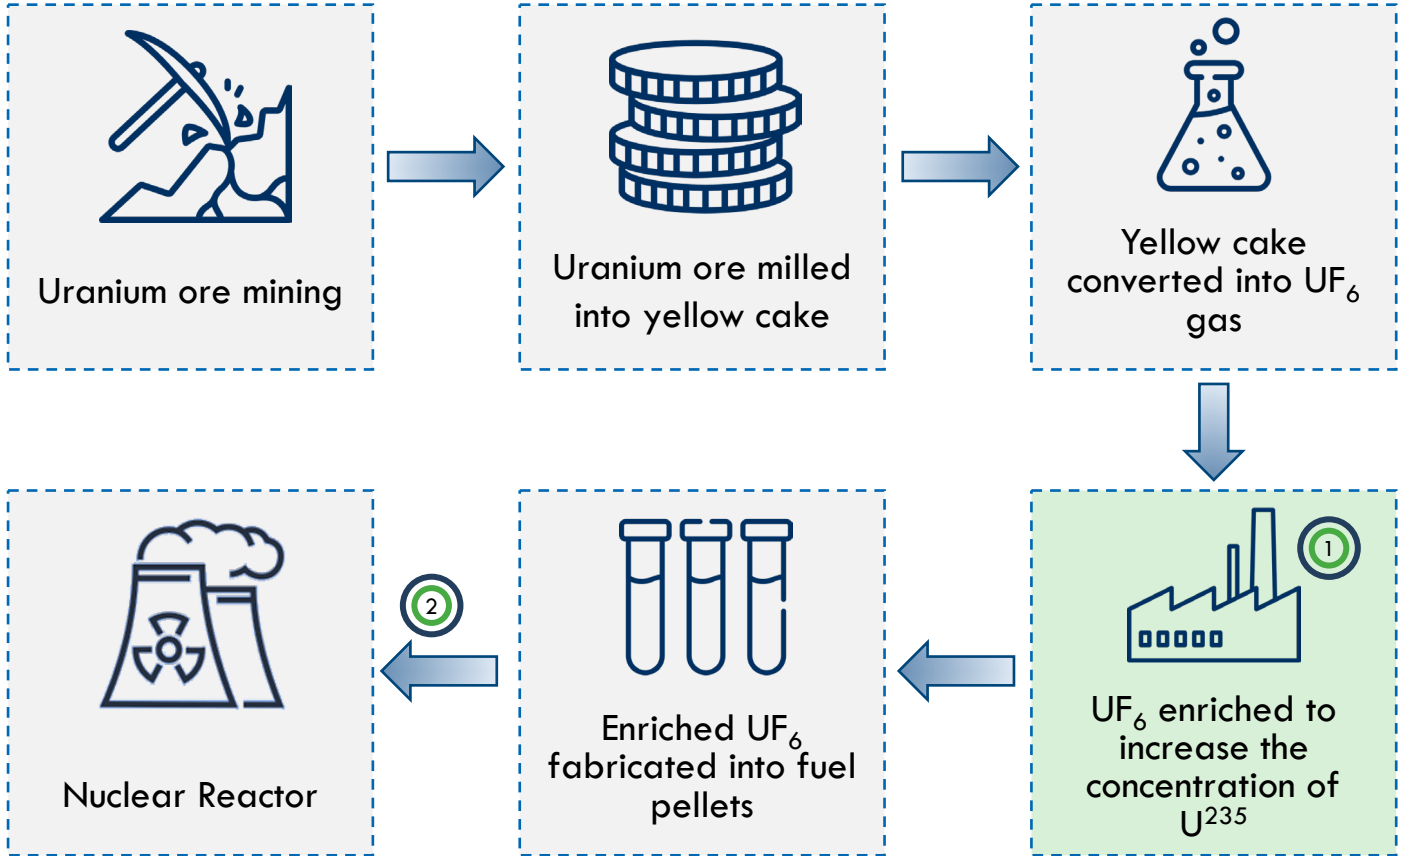 Uranium ore mining
Uranium ore milled
into yellow cake
Yellow cake
converted into UF₆
gas
1
UF₆ enriched to
increase the
concentration of
U²³⁵
Enriched UF₆
fabricated into fuel
pellets
2
Nuclear Reactor